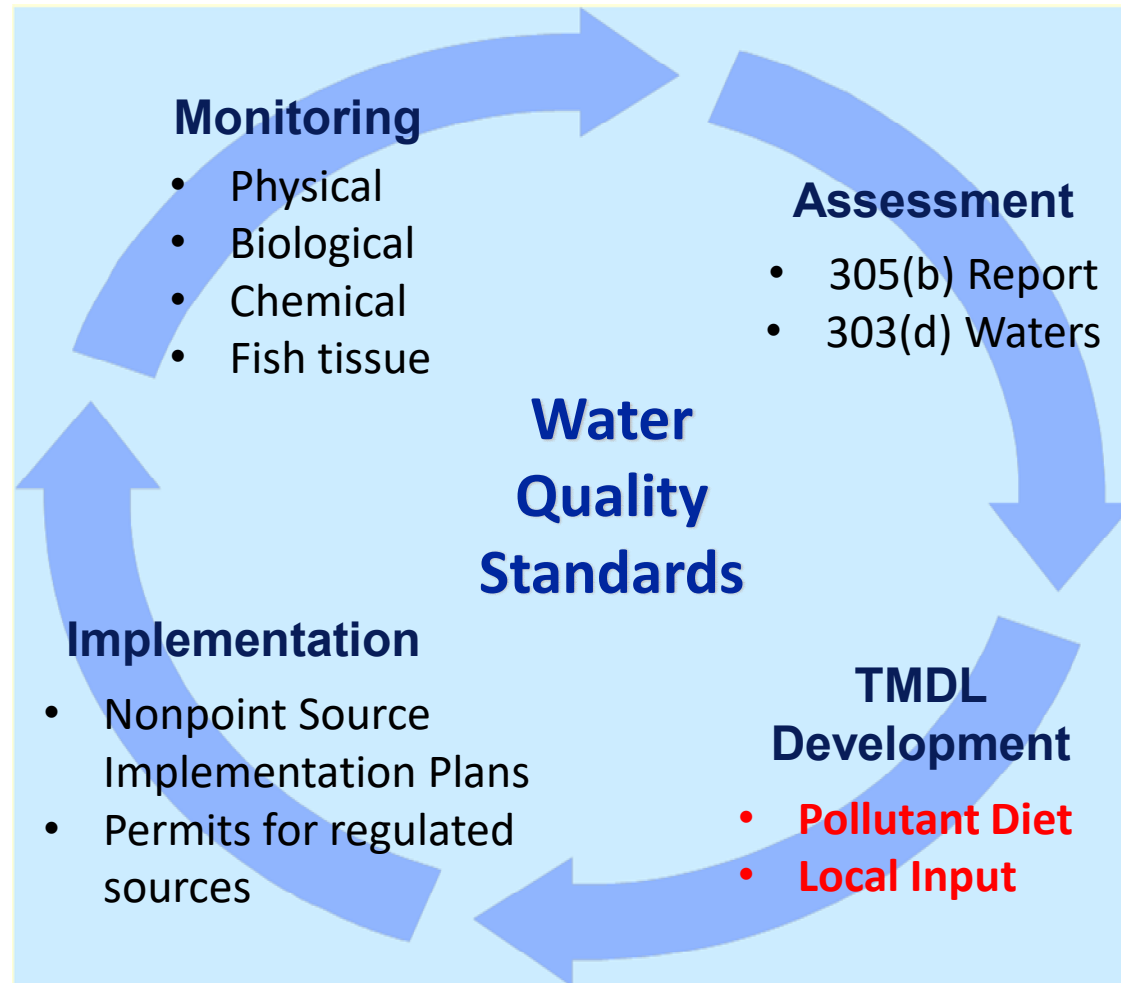 Monitoring
• Physical
• Biological
• Chemical
• Fish tissue
Assessment
• 305(b) Report
• 303(d) Waters
Water
Quality
Standards
Implementation
• Nonpoint Source
Implementation Plans
• Permits for regulated
sources
TMDL
Development
• Pollutant Diet
• Local Input